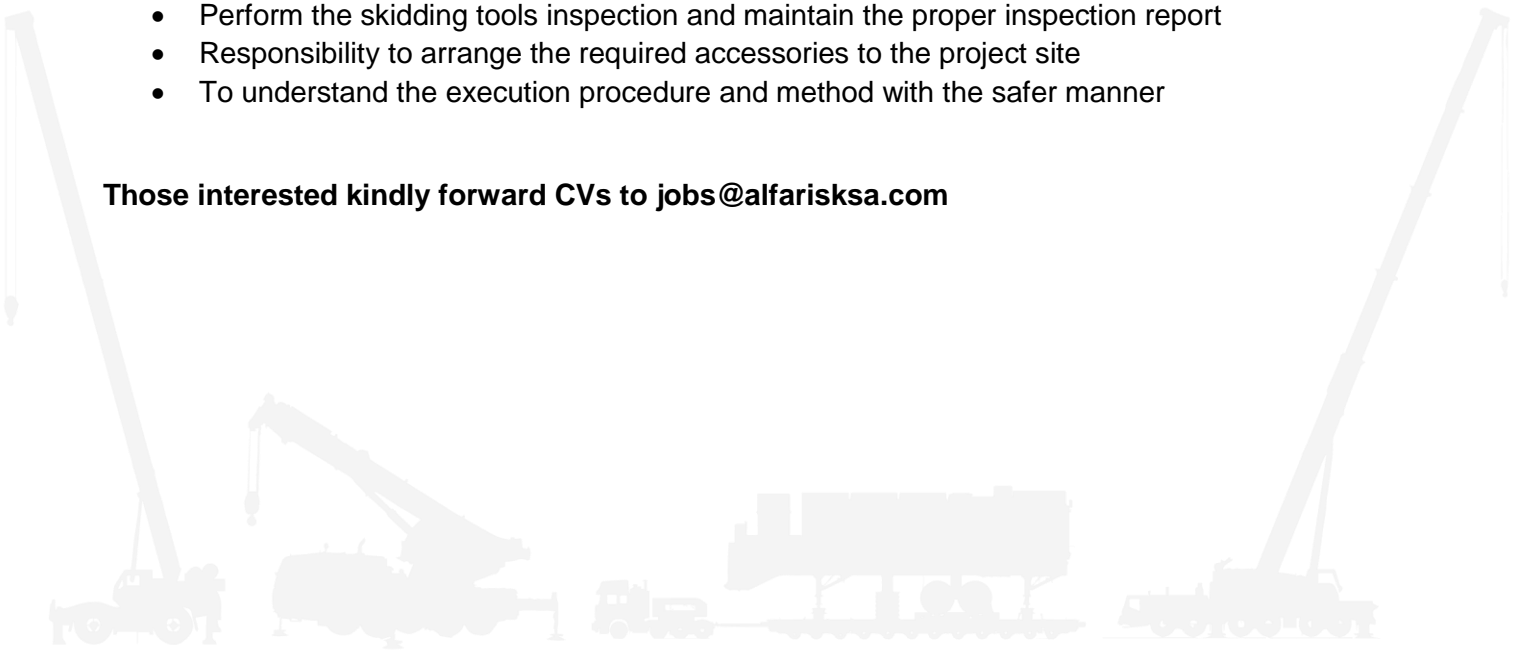 • Perform the skidding tools inspection and maintain the proper inspection report
• Responsibility to arrange the required accessories to the project site
• To understand the execution procedure and method with the safer manner
Those interested kindly forward CVs to jobs@alfarisksa.com